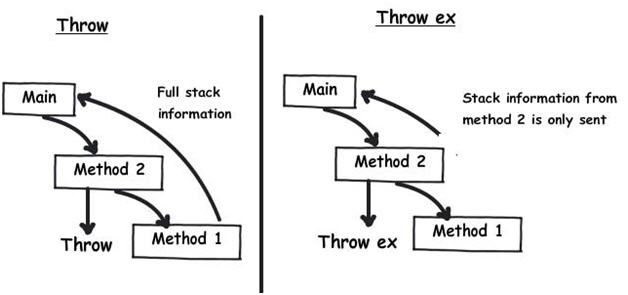 Throw
Main
Full stack
information
Method 2
Throw
Method 1
Throw ex
Main
Stack information from
method 2 is only sent
Method 2
Throw ex
Method 1